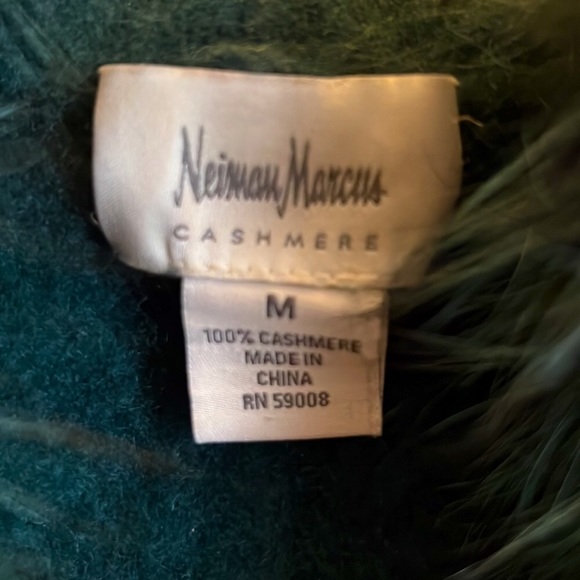 Neiman Marcus
CASHMERE
M
100% CASHMERE
MADE IN
CHINA
RN 59008